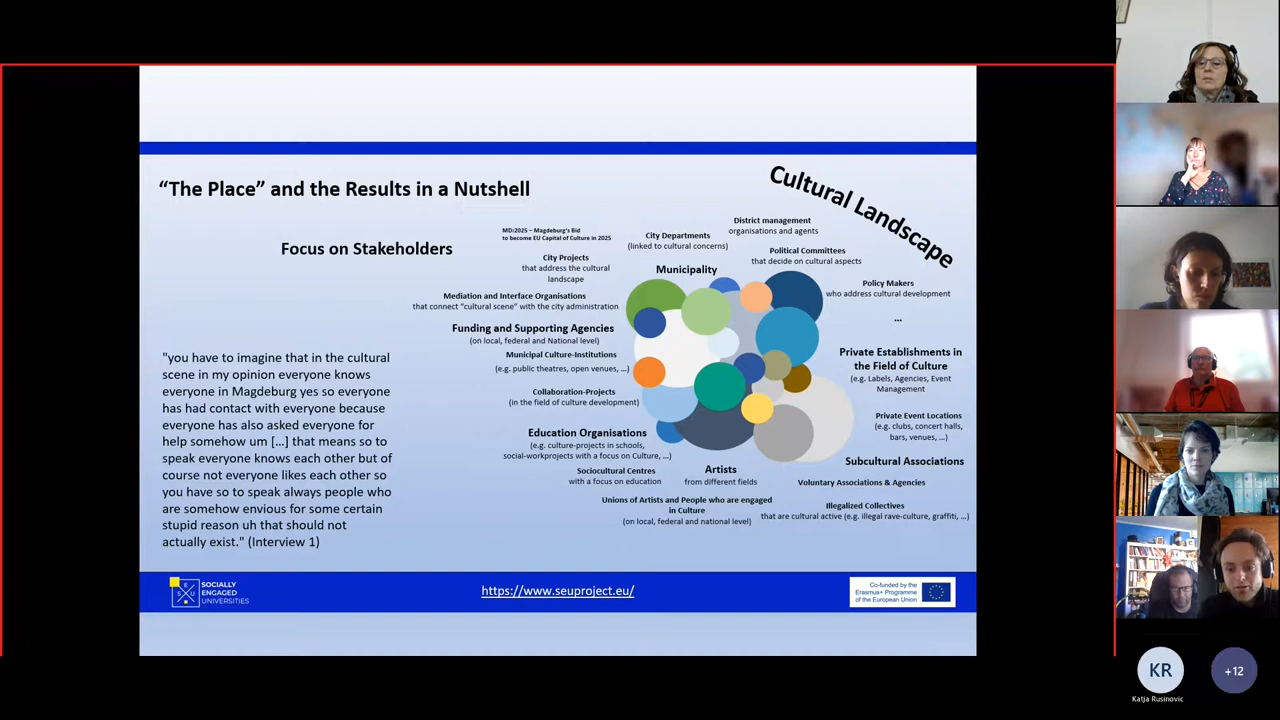 “The Place” and the Results in a Nutshell
Cultural Landscape
Focus on Stakeholders
MD:2025 – Magdeburg's Bid
to become EU Capital of Culture in 2025
City Projects
that address the cultural
landscape
City Departments
(linked to cultural concerns)
District management
organisations and agents
Political Committees
that decide on cultural aspects
Municipality
Policy Makers
who address cultural development
...
Mediation and Interface Organisations
that connect “cultural scene” with the city administration
Funding and Supporting Agencies
(on local, federal and National level)
Municipal Culture-Institutions
(e.g. public theatres, open venues, ...)
Collaboration-Projects
(in the field of culture development)
Education Organisations
(e.g. culture-projects in schools,
social-workprojects with a focus on Culture, ...)
Sociocultural Centres
with a focus on education
Private Establishments in
the Field of Culture
(e.g. Labels, Agencies, Event
Management
Private Event Locations
(e.g. clubs, concert halls,
bars, venues, ...)
Subcultural Associations
Voluntary Associations & Agencies
Artists
from different fields
Unions of Artists and People who are engaged
in Culture
(on local, federal and national level)
Illegalized Collectives
that are cultural active (e.g. illegal rave-culture, graffiti, ...)
"you have to imagine that in the cultural
scene in my opinion everyone knows
everyone in Magdeburg yes so everyone
has had contact with everyone because
everyone has also asked everyone for
help somehow um [...] that means so to
speak everyone knows each other but of
course not everyone likes each other so
you have so to speak always people who
are somehow envious for some certain
stupid reason uh that should not
actually exist." (Interview 1)
S E U
SOCIALLY
ENGAGED
UNIVERSITIES
https://www.seuproject.eu/
Co-funded by the
Erasmus+ Programme
of the European Union
KR
Katja Rusinovic
+12